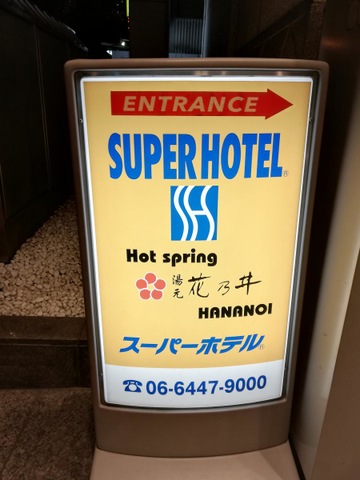 ENTRANCE
SUPER HOTEL®
SH
Hot spring
湯元 花乃井
HANANOI
スーパーホテル®
☎06-6447-9000